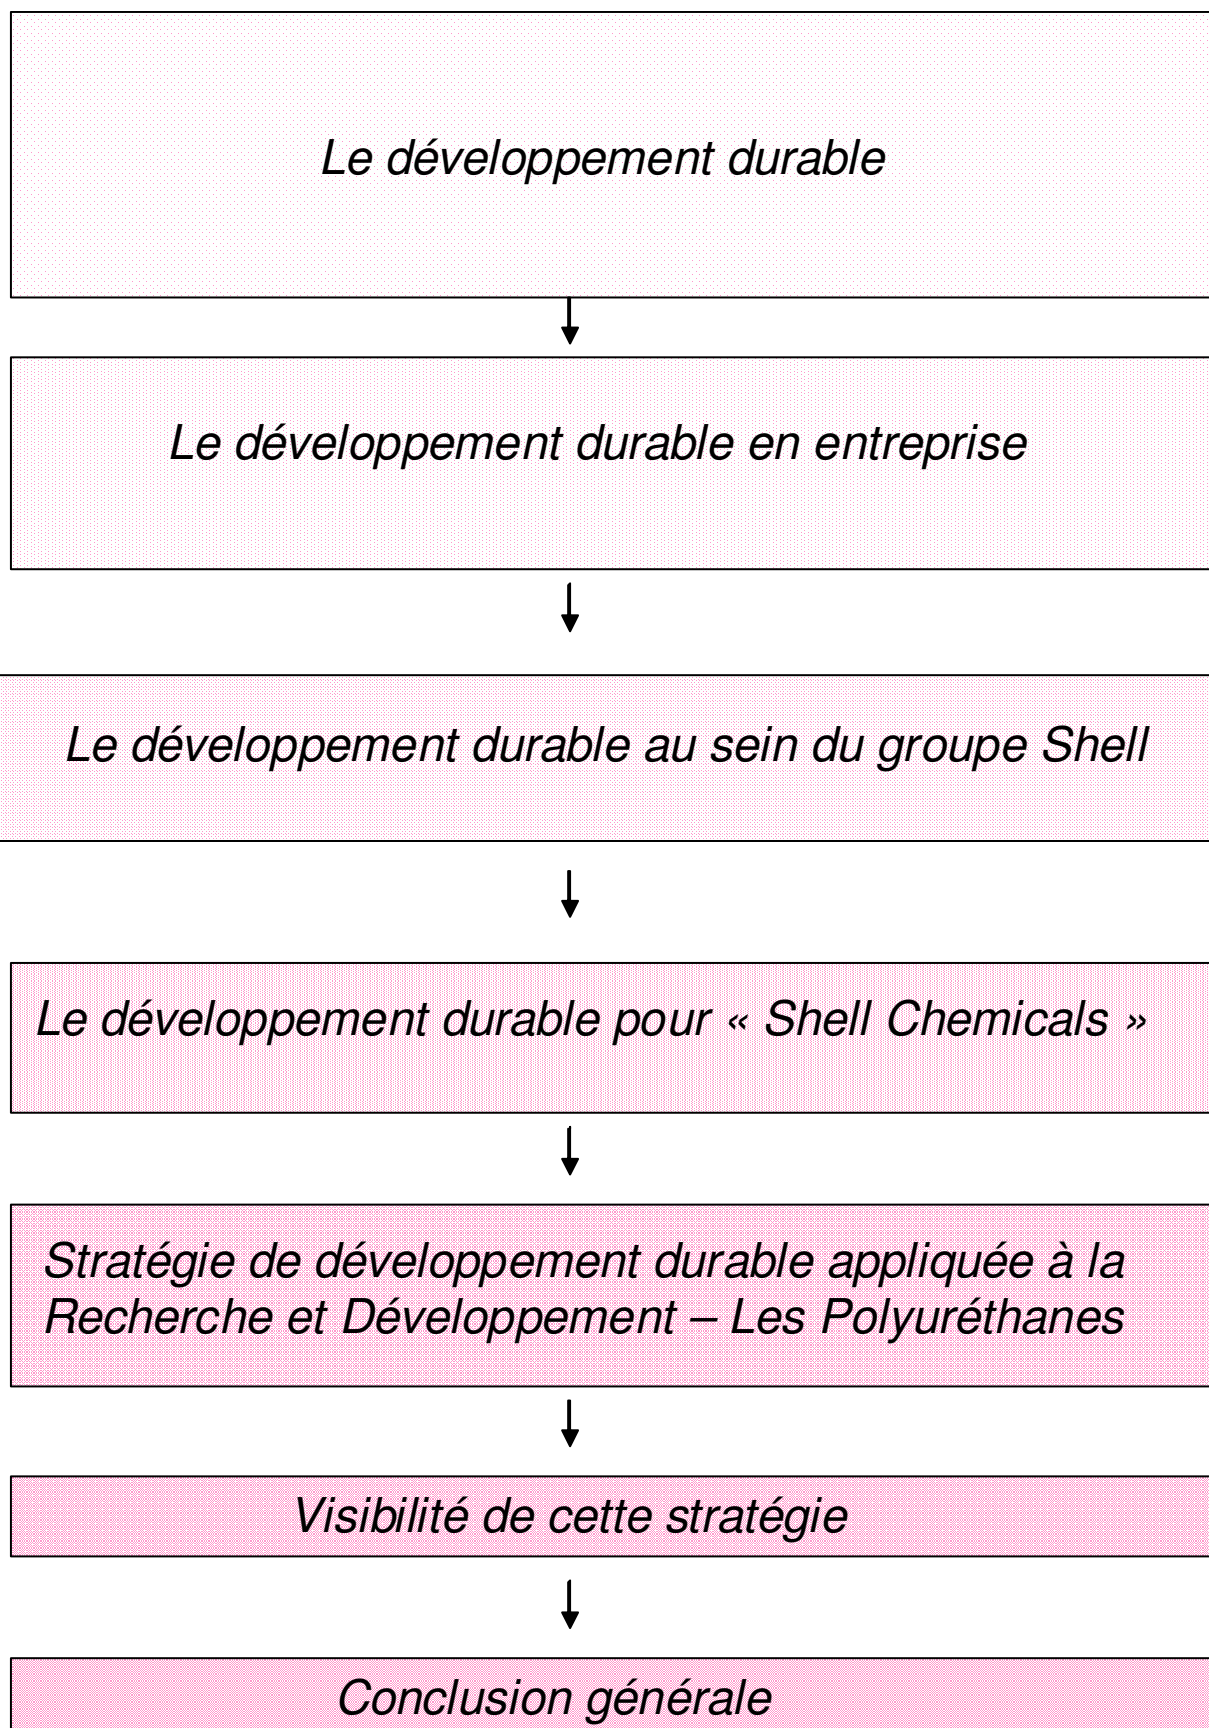 Le développement durable
Le développement durable en entreprise
Le développement durable au sein du groupe Shell
Le développement durable pour « Shell Chemicals »
Stratégie de développement durable appliquée à la
Recherche et Développement – Les Polyuréthanes
Visibilité de cette stratégie
Conclusion générale